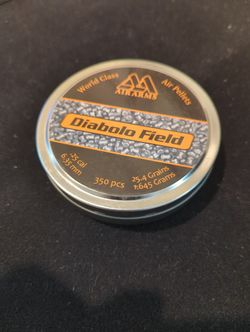 World Class
AIR ARMS
Air Pellets
Diabolo Field
.25 cal
6.35 mm
350 pcs
25.4 Grains
1.645 Grams